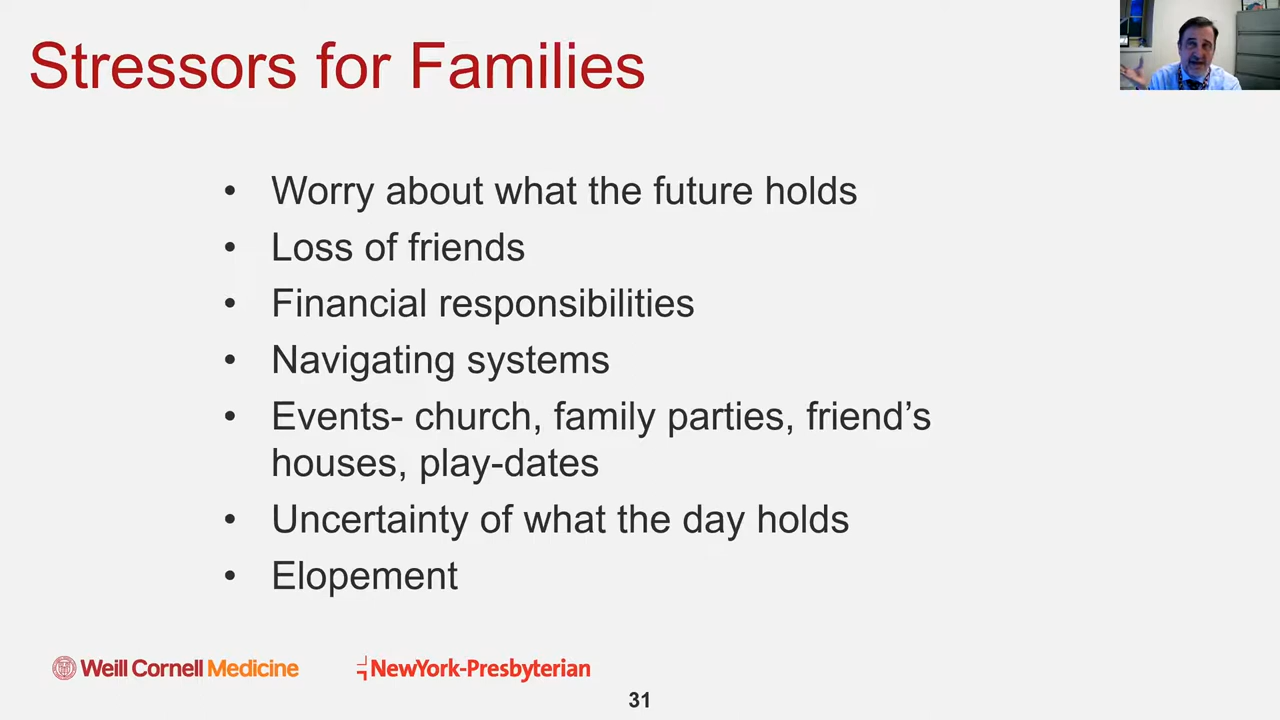 Stressors for Families
• Worry about what the future holds
• Loss of friends
• Financial responsibilities
• Navigating systems
• Events- church, family parties, friend’s
houses, play-dates
• Uncertainty of what the day holds
• Elopement
Weill Cornell Medicine
NewYork-Presbyterian
31